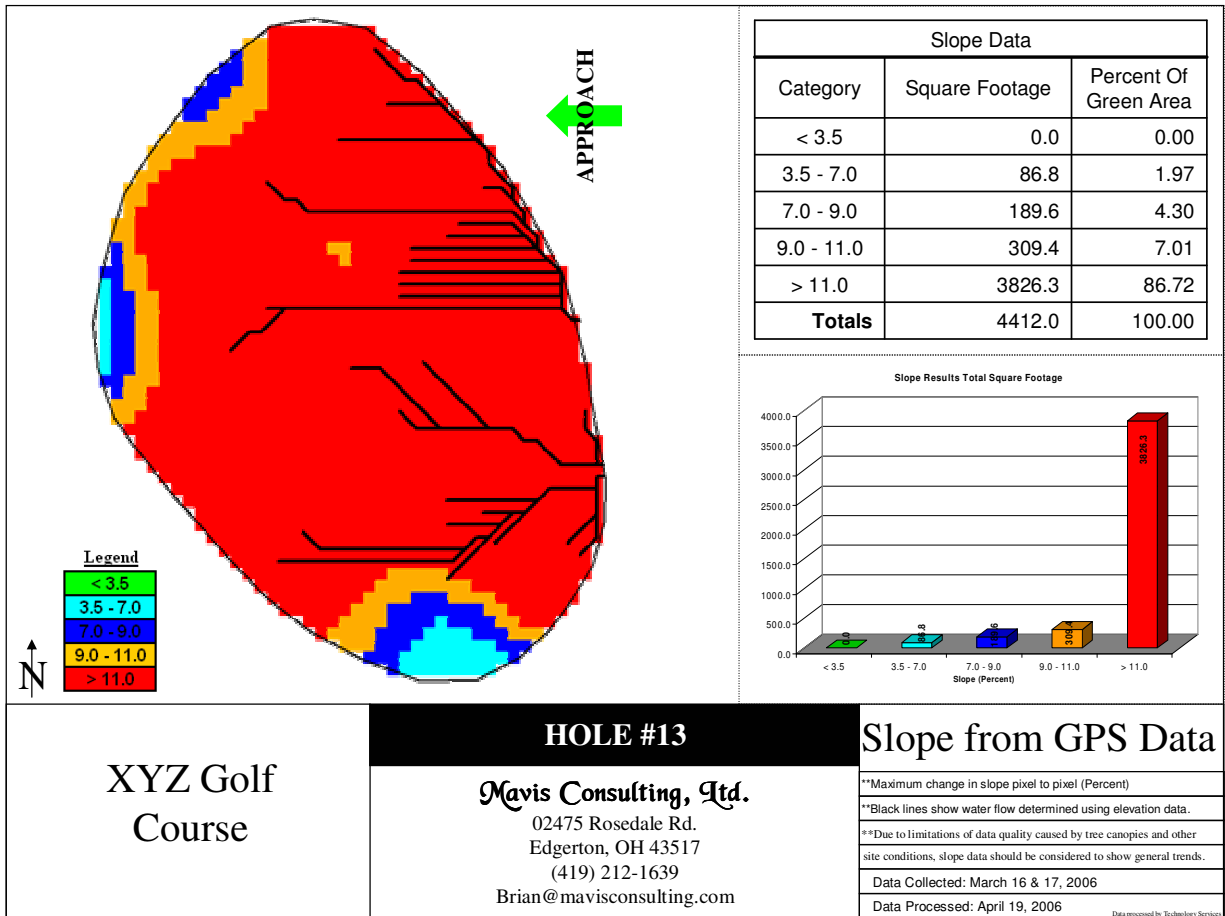 APPROACH
Legend
< 3.5
3.5 - 7.0
7.0 - 9.0
9.0 - 11.0
> 11.0
N
Slope Data
Category Square Footage Percent Of Green Area
< 3.5 0.0 0.00
3.5 - 7.0 86.8 1.97
7.0 - 9.0 189.6 4.30
9.0 - 11.0 309.4 7.01
> 11.0 3826.3 86.72
Totals 4412.0 100.00
Slope Results Total Square Footage
4000.0
3500.0
3000.0
2500.0
2000.0
1500.0
1000.0
500.0
0.0
0.0
86.8
189.6
309.4
3826.3
< 3.5 3.5 - 7.0 7.0 - 9.0 9.0 - 11.0 > 11.0
Slope (Percent)
XYZ Golf
Course
HOLE #13
Mavis Consulting, Ltd.
02475 Rosedale Rd.
Edgerton, OH 43517
(419) 212-1639
Brian@mavisconsulting.com
Slope from GPS Data
**Maximum change in slope pixel to pixel (Percent)
**Black lines show water flow determined using elevation data.
**Due to limitations of data quality caused by tree canopies and other
site conditions, slope data should be considered to show general trends.
Data Collected: March 16 & 17, 2006
Data Processed: April 19, 2006
Data processed by Technology Services